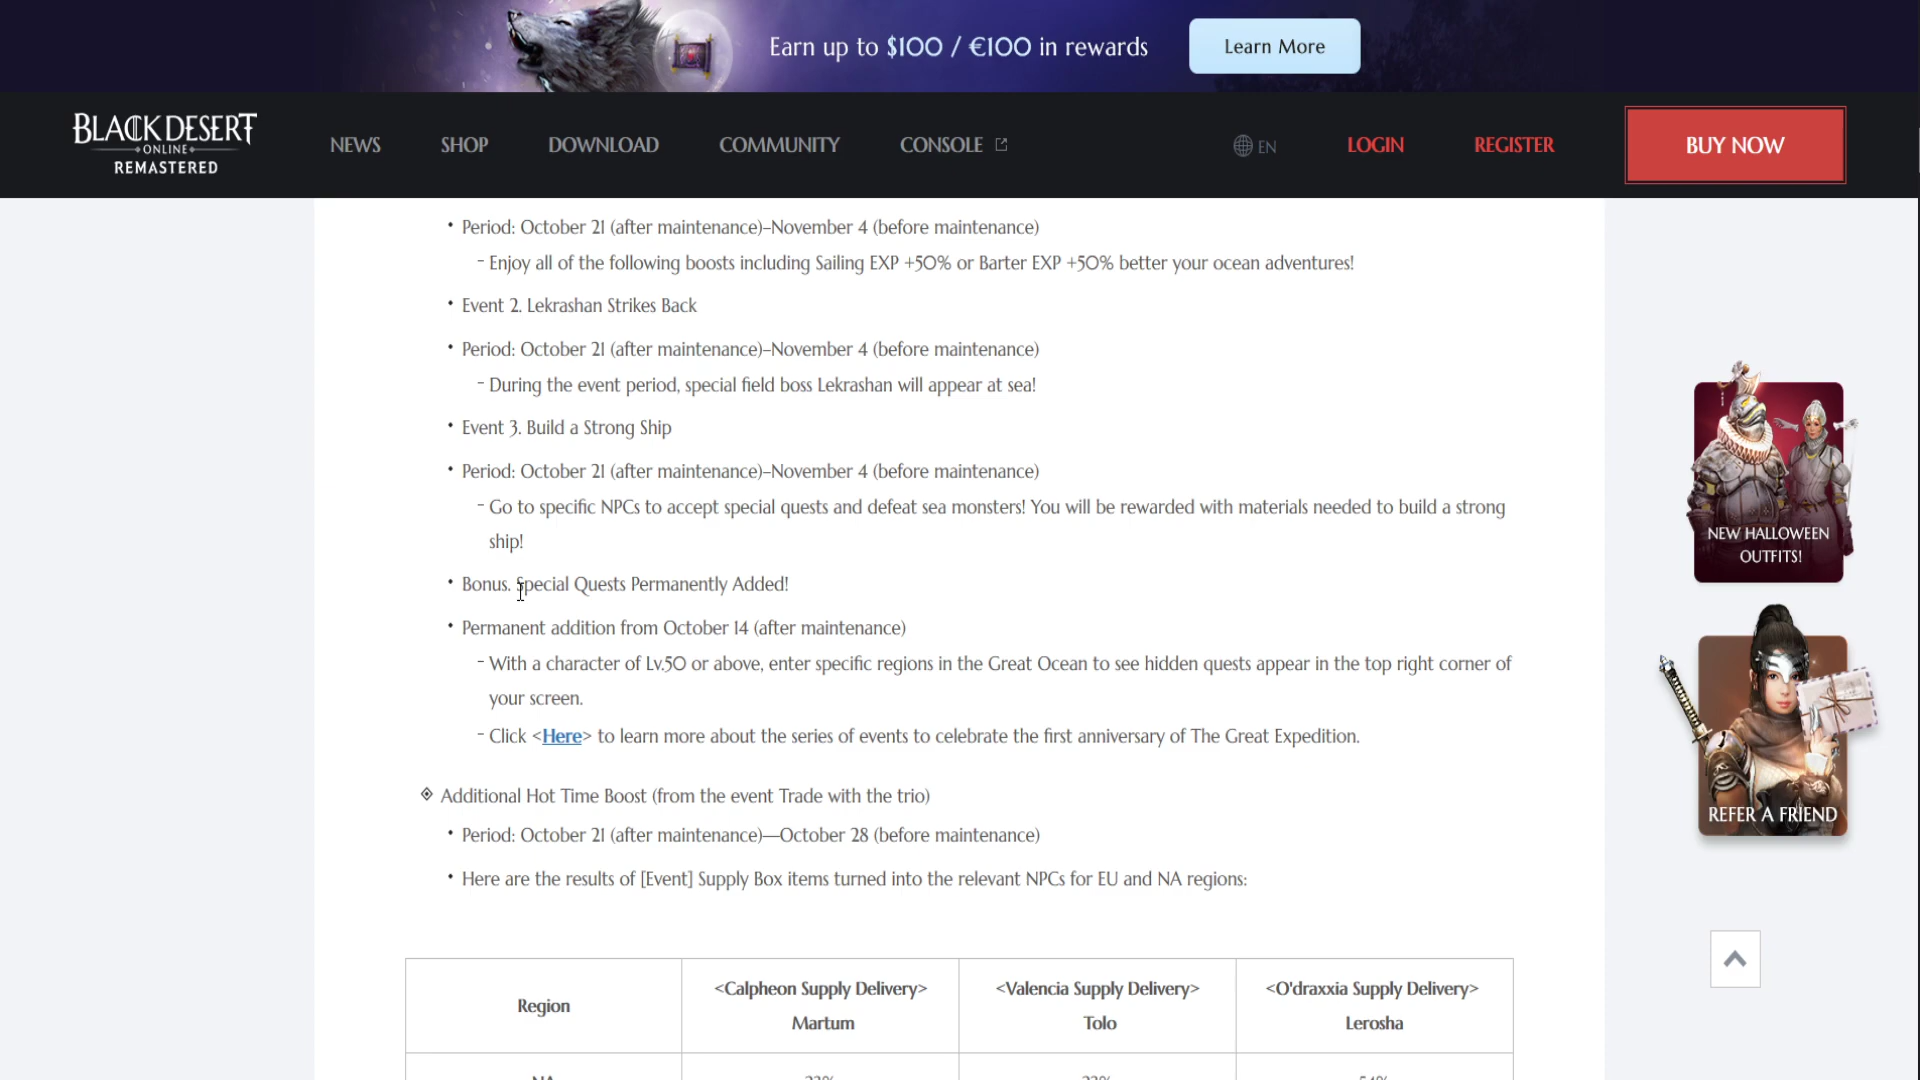 Earn up to $100 / €100 in rewards
Learn More
BLACK DESERT
ONLINE
REMASTERED
NEWS
SHOP
DOWNLOAD
COMMUNITY
CONSOLE
EN
LOGIN
REGISTER
BUY NOW
• Period: October 21 (after maintenance)–November 4 (before maintenance)
- Enjoy all of the following boosts including Sailing EXP +50% or Barter EXP +50% better your ocean adventures!
• Event 2. Lekrashan Strikes Back
• Period: October 21 (after maintenance)–November 4 (before maintenance)
- During the event period, special field boss Lekrashan will appear at sea!
• Event 3. Build a Strong Ship
• Period: October 21 (after maintenance)–November 4 (before maintenance)
- Go to specific NPCs to accept special quests and defeat sea monsters! You will be rewarded with materials needed to build a strong
ship!
• Bonus. Special Quests Permanently Added!
• Permanent addition from October 14 (after maintenance)
- With a character of Lv.50 or above, enter specific regions in the Great Ocean to see hidden quests appear in the top right corner of
your screen.
- Click <Here> to learn more about the series of events to celebrate the first anniversary of The Great Expedition.
◈ Additional Hot Time Boost (from the event Trade with the trio)
• Period: October 21 (after maintenance)—October 28 (before maintenance)
• Here are the results of [Event] Supply Box items turned into the relevant NPCs for EU and NA regions:
Region
<Calpheon Supply Delivery>
Martum
<Valencia Supply Delivery>
Tolo
<O'draxxia Supply Delivery>
Lerosha
NEW HALLOWEEN
OUTFITS!
REFER A FRIEND